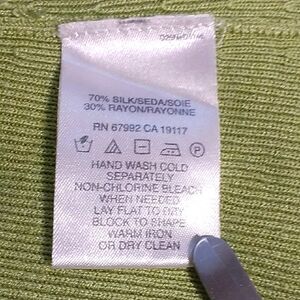 70% SILK/SEDA/SOIE
30% RAYON/RAYONNE
RN 67992 CA 19117
HAND WASH COLD
SEPARATELY
NON-CHLORINE BLEACH
WHEN NEEDED
LAY FLAT TO DRY
BLOCK TO SHAPE
WARM IRON
OR DRY CLEAN